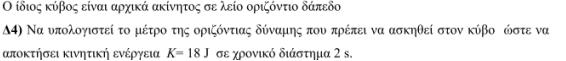 Ο ίδιος κύβος είναι αρχικά ακίνητος σε λείο οριζόντιο δάπεδο
Δ4) Να υπολογιστεί το μέτρο της οριζόντιας δύναμης που πρέπει να ασκηθεί στον κύβο ώστε να
αποκτήσει κινητική ενέργεια K= 18 J σε χρονικό διάστημα 2 s.